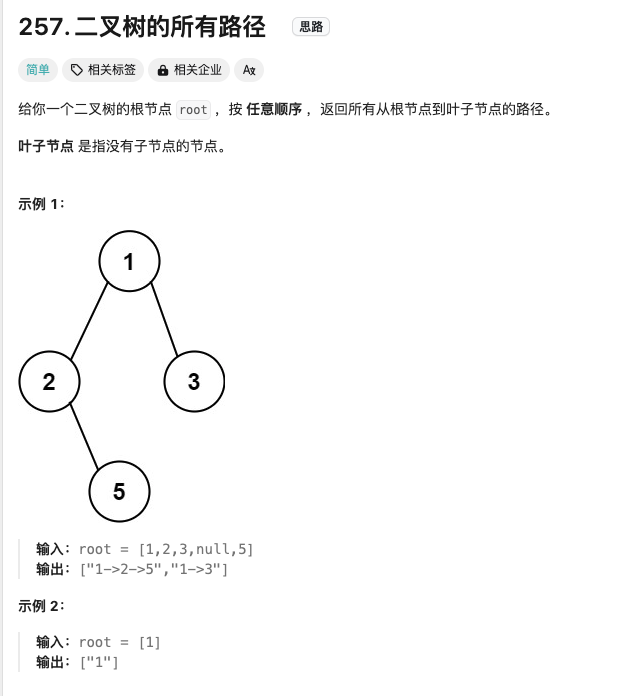 257. 二叉树的所有路径 思路
简单 相关标签 相关企业 Ax
给你一个二叉树的根节点 root ，按 任意顺序 ，返回所有从根节点到叶子节点的路径。
叶子节点 是指没有子节点的节点。
示例 1：
1
2 3
5
输入：root = [1,2,3,null,5]
输出：["1->2->5","1->3"]
示例 2：
输入：root = [1]
输出：["1"]